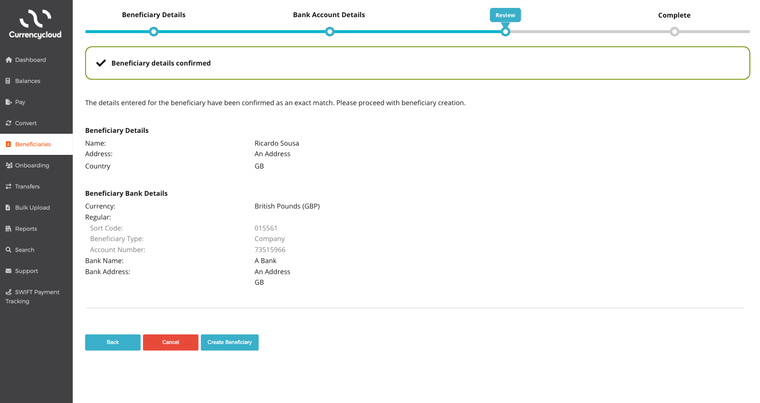 Currencycloud
Dashboard
Balances
Pay
Convert
Beneficiaries
Onboarding
Transfers
Bulk Upload
Reports
Search
Support
SWIFT Payment
Tracking
Beneficiary Details
Bank Account Details
Review
Complete
Beneficiary details confirmed
The details entered for the beneficiary have been confirmed as an exact match. Please proceed with beneficiary creation.
Beneficiary Details
Name: Ricardo Sousa
Address: An Address
Country GB
Beneficiary Bank Details
Currency: British Pounds (GBP)
Regular:
Sort Code: 015561
Beneficiary Type: Company
Account Number: 73515966
Bank Name: A Bank
Bank Address: An Address
GB
Back Cancel Create Beneficiary